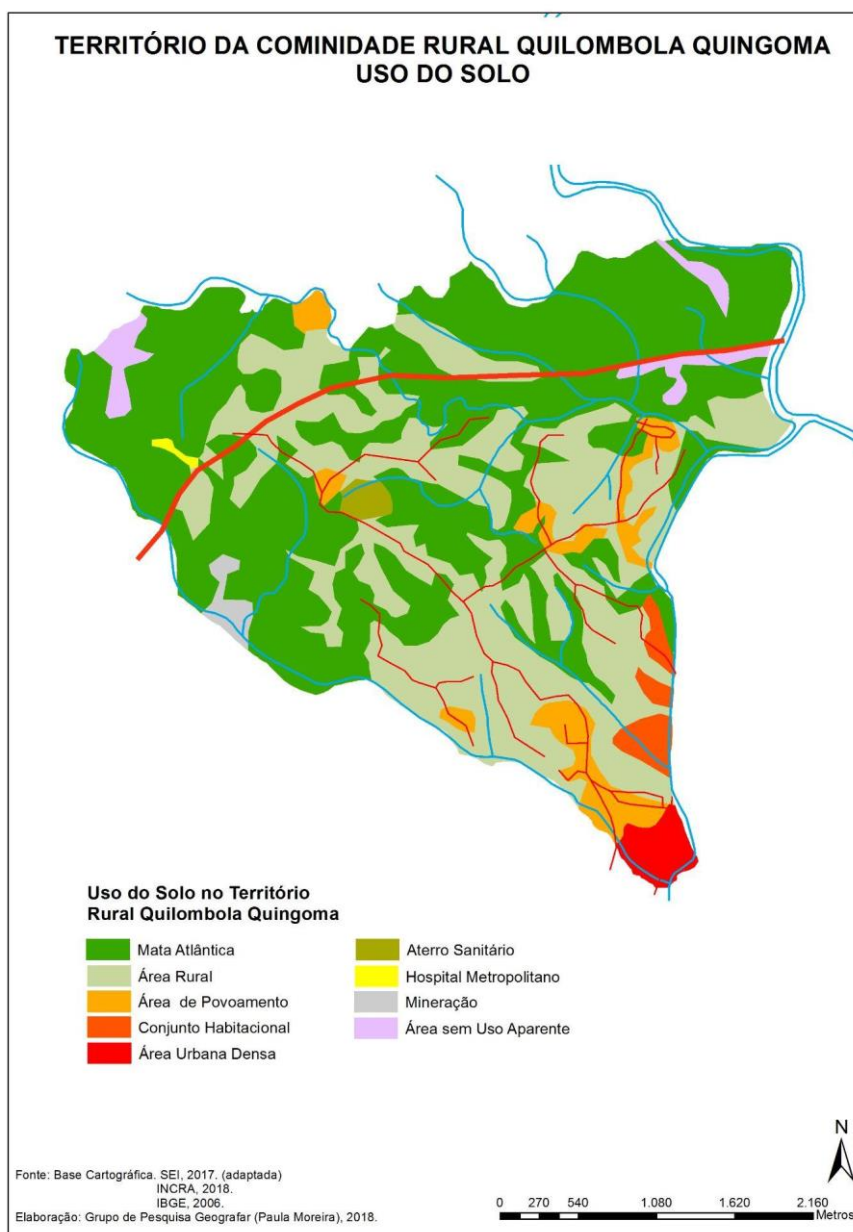 TERRITÓRIO DA COMINIDADE RURAL QUILOMBOLA QUINGOMA
USO DO SOLO
Uso do Solo no Território
Rural Quilombola Quingoma
Mata Atlântica
Área Rural
Área de Povoamento
Conjunto Habitacional
Área Urbana Densa
Aterro Sanitário
Hospital Metropolitano
Mineração
Área sem Uso Aparente
N
Fonte: Base Cartográfica. SEI, 2017. (adaptada)
INCRA, 2018.
IBGE, 2006.
Elaboração: Grupo de Pesquisa Geografar (Paula Moreira), 2018.
0 270 540 1.080 1.620 2.160
Metros